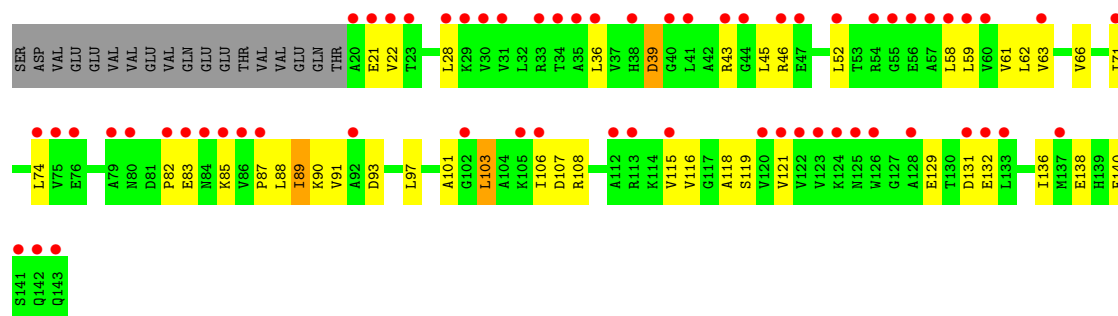 SER ASP VAL GLU GLU VAL VAL GLU VAL GLN GLU GLU THR VAL VAL GLU GLN THR A20 E21 V22 T23 L28 K29 V30 V31 L32 R33 T34 A35 L36 V37 H38 D39 G40 L41 A42 R43 G44 L45 R46 E47 L52 T53 R54 G55 E56 A57 L58 L59 V60 V61 L62 V63 V66 I71
L74 V75 E76 A79 N80 D81 P82 E83 N84 K85 V86 P87 L88 I89 K90 V91 A92 D93 L97 A101 G102 L103 A104 K105 I106 D107 R108 A112 R113 K114 V115 V116 G117 A118 S119 V120 V121 V122 V123 K124 N125 W126 G127 A128 E129 T130 D131 E132 L133 I136 M137 E138 H139
S141 Q142 Q143